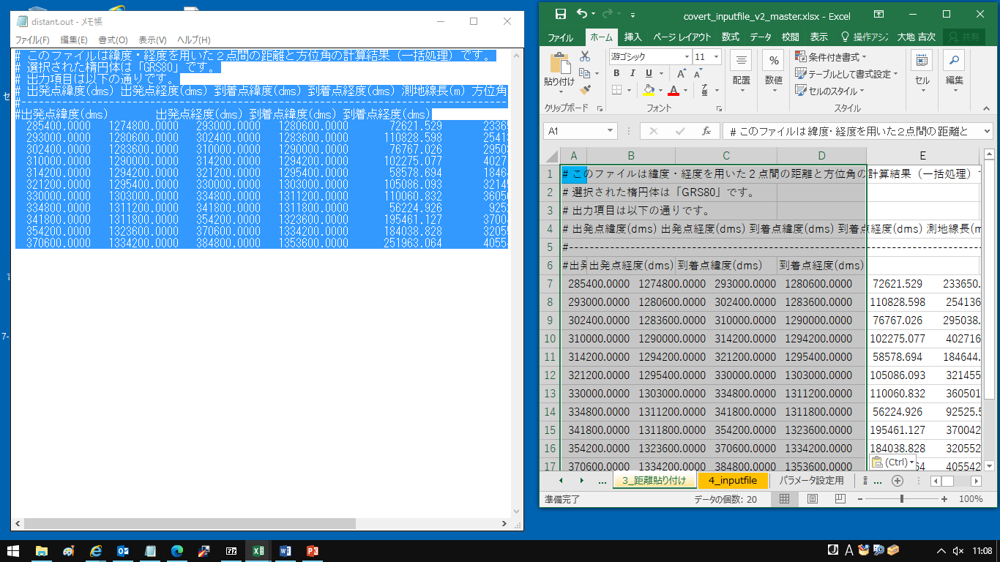 distant.out - メモ帳
ファイル(F) 編集(E) 書式(O) 表示(V) ヘルプ(H)
# このファイルは緯度・経度を用いた２点間の距離と方位角の計算結果（一括処理）です。
# 選択された楕円体は「GRS80」です。
# 出力項目は以下の通りです。
# 出発点緯度(dms) 出発点経度(dms) 到着点緯度(dms) 到着点経度(dms) 測地線長(m) 方位角
#出発点緯度(dms) 出発点経度(dms) 到着点緯度(dms) 到着点経度(dms)
285400.0000 1274800.0000 293000.0000 1280600.0000 72621.529 23365
293000.0000 1280600.0000 302400.0000 1283600.0000 110828.598 25413
302400.0000 1283600.0000 310000.0000 1290000.0000 76767.026 29503
310000.0000 1290000.0000 314200.0000 1294200.0000 102275.077 40271
314200.0000 1294200.0000 321200.0000 1295400.0000 58578.694 18464
321200.0000 1295400.0000 330000.0000 1303000.0000 105086.093 32145
330000.0000 1303000.0000 334800.0000 1311200.0000 110060.832 36050
334800.0000 1311200.0000 341800.0000 1311800.0000 56224.926 9252
341800.0000 1311800.0000 354200.0000 1323600.0000 195461.127 37004
354200.0000 1323600.0000 370600.0000 1334200.0000 184038.828 32055
370600.0000 1334200.0000 384800.0000 1353600.0000 251963.064 40554
covert_inputfile_v2_master.xlsx - Excel
ファイル ホーム 挿入 ページ レイアウト 数式 データ 校閲 表示 操作アシ 大地 吉次 共有
貼り付け
游ゴシック 11
B I U A A
配置
% 数値
条件付き書式
テーブルとして書式設定
セルのスタイル
セル
編集
クリップボード フォント スタイル
A1 fx # このファイルは緯度・経度を用いた２点間の距離と
A B C D E
1 # このファイルは緯度・経度を用いた２点間の距離と方位角の計算結果（一括処理）
2 # 選択された楕円体は「GRS80」です。
3 # 出力項目は以下の通りです。
4 # 出発点緯度(dms) 出発点経度(dms) 到着点緯度(dms) 到着点経度(dms) 測地線長(m
5 #-----------------------------------------------------------------------------------
6 #出発 出発点経度(dms) 到着点緯度(dms) 到着点経度(dms)
7 285400.0000 1274800.0000 293000.0000 1280600.0000 72621.529 233650.
8 293000.0000 1280600.0000 302400.0000 1283600.0000 110828.598 254136
9 302400.0000 1283600.0000 310000.0000 1290000.0000 76767.026 295038.
10 310000.0000 1290000.0000 314200.0000 1294200.0000 102275.077 402716
11 314200.0000 1294200.0000 321200.0000 1295400.0000 58578.694 184644.
12 321200.0000 1295400.0000 330000.0000 1303000.0000 105086.093 321455
13 330000.0000 1303000.0000 334800.0000 1311200.0000 110060.832 360501
14 334800.0000 1311200.0000 341800.0000 1311800.0000 56224.926 92525.5
15 341800.0000 1311800.0000 354200.0000 1323600.0000 195461.127 370042
16 354200.0000 1323600.0000 370600.0000 1334200.0000 184038.828 320552
17 370600.0000 1334200.0000 384800.0000 1353600.0000 64 405542
(Ctrl)
... 3_距離貼り付け 4_inputfile パラメータ設定用 ...
準備完了 データの個数: 20 100%
A 11:08